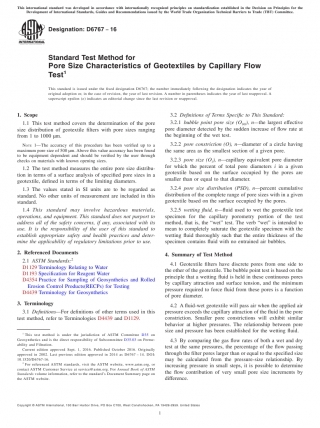 This international standard was developed in accordance with internationally recognized principles on standardization established in the Decision on Principles for the
Development of International Standards, Guides and Recommendations issued by the World Trade Organization Technical Barriers to Trade (TBT) Committee.
Designation: D6767 − 16
Standard Test Method for
Pore Size Characteristics of Geotextiles by Capillary Flow
Test1
This standard is issued under the fixed designation D6767; the number immediately following the designation indicates the year of
original adoption or, in the case of revision, the year of last revision. A number in parentheses indicates the year of last reapproval. A
superscript epsilon (ε) indicates an editorial change since the last revision or reapproval.
1. Scope
1.1 This test method covers the determination of the pore
size distribution of geotextile filters with pore sizes ranging
from 1 to 1000 μm.
NOTE 1—The accuracy of this procedure has been verified up to a
maximum pore size of 500 μm. Above this value accuracy has been found
to be equipment dependent and should be verified by the user through
checks on materials with known opening sizes.
1.2 The test method measures the entire pore size distribu-
tion in terms of a surface analysis of specified pore sizes in a
geotextile, defined in terms of the limiting diameters.
1.3 The values stated in SI units are to be regarded as
standard. No other units of measurement are included in this
standard.
1.4 This standard may involve hazardous materials,
operations, and equipment. This standard does not purport to
address all of the safety concerns, if any, associated with its
use. It is the responsibility of the user of this standard to
establish appropriate safety and health practices and deter-
mine the applicability of regulatory limitations prior to use.
2. Referenced Documents
2.1 ASTM Standards:2
D1129 Terminology Relating to Water
D1193 Specification for Reagent Water
D4354 Practice for Sampling of Geosynthetics and Rolled
Erosion Control Products(RECPs) for Testing
D4439 Terminology for Geosynthetics
3. Terminology
3.1 Definitions—For definitions of other terms used in this
test method, refer to Terminologies D4439 and D1129.
1 This test method is under the jurisdiction of ASTM Committee D35 on
Geosynthetics and is the direct responsibility of Subcommittee D35.03 on Perme-
ability and Filtration.
Current edition approved
2 For referenced ASTM standards, visit the ASTM website, www.astm.org, or
contact ASTM Customer Service at service@astm.org. For Annual Book of ASTM
Standards volume information, refer to the standard's Document Summary page on
the ASTM website.
3.2 Definitions of Terms Specific to This Standard:
3.2.1 bubble point pore size
pore diameter detected by the sudden increase of flow rate at
the beginning of the wet test.
3.2.2 pore constriction (O), n—diameter of a circle having
the same area as the smallest section of a given pore.
3.2.3 pore size
for which the percent of total pore diameters i in a given
geotextile based on the surface occupied by the pores are
smaller than or equal to that diameter.
3.2.4 pore size distribution (PSD), n—percent cumulative
distribution of the complete range of pore sizes with in a given
geotextile based on the surface occupied by the pores.
3.2.5 wetting fluid, n—fluid used to wet the geotextile test
specimen for the capillary porometry portion of the test
method that is “wet” test. The verb “wet” is intended to
mean to completely saturate the geotextile specimen with the
wetting fluid thoroughly such that the entire thickness of the
specimen contains fluid with no entrained air bubbles.
4. Summary of Test Method
4.1 Geotextile filters have discrete pores from one side to
the other of the geotextile. The bubble point test is based on the
principle that a wetting fluid is held in these continuous pores
by capillary attraction and surface tension, and the minimum
pressure required to force fluid from these pores is a function
of pore diameter.
4.2 A fluid-wet geotextile will pass air when the applied air
pressure exceeds the capillary attraction of the fluid in the pore
constriction. Smaller pore constrictions will exhibit similar
behavior at higher pressures. The relationship between pore
size and pressure has been established for the wetting fluid.
4.3 By comparing the gas flow rates of both a wet and dry
test at the same pressures, the percentage of the flow passing
through the filter pores larger than or equal to the specified size
may be calculated from the pressure-size relationship. By
increasing pressure in small steps, it is possible to determine
the flow contribution of very small pore size increments by
difference.
Copyright © ASTM International, 100 Barr Harbor Drive, PO Box C700, West Conshohocken, PA 19428-2959. United States
1